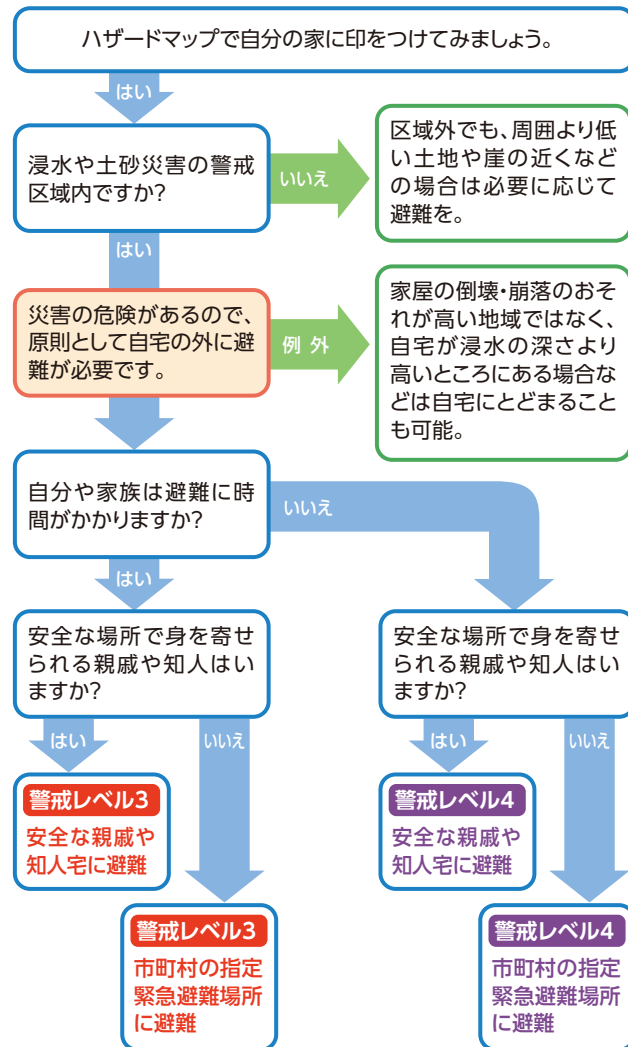 ハザードマップで自分の家に印をつけてみましょう。
はい
浸水や土砂災害の警戒
区域内ですか?
いいえ
区域外でも、周囲より低
い土地や崖の近くなど
の場合は必要に応じて
避難を。
はい
災害の危険があるので、
原則として自宅の外に避
難が必要です。
例外
家屋の倒壊・崩落のおそ
れが高い地域ではなく、
自宅が浸水の深さより
高いところにある場合な
どは自宅にとどまること
も可能。
自分や家族は避難に時
間がかかりますか?
いいえ
はい
安全な場所で身を寄せ
られる親戚や知人はい
ますか?
はい
いいえ
警戒レベル3
安全な親戚や
知人宅に避難
警戒レベル3
市町村の指定
緊急避難場所
に避難
安全な場所で身を寄せ
られる親戚や知人はい
ますか?
はい
いいえ
警戒レベル4
安全な親戚や
知人宅に避難
警戒レベル4
市町村の指定
緊急避難場所
に避難